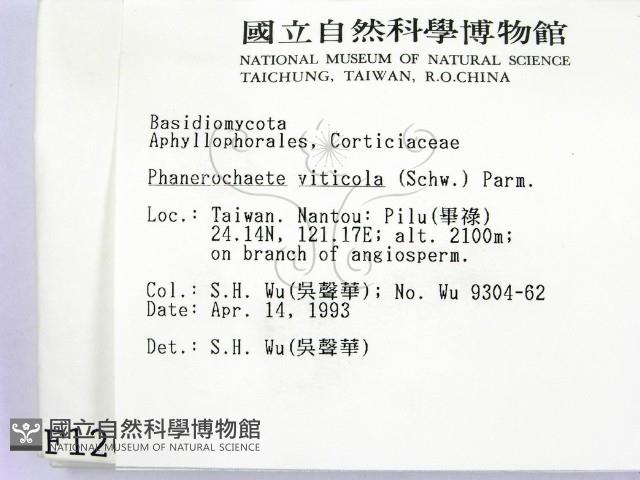 國立自然科學博物館
NATIONAL MUSEUM OF NATURAL SCIENCE
TAICHUNG, TAIWAN, R.O.CHINA
Basidiomycota
Aphyllophorales, Corticiaceae
Phanerochaete viticola (Schw.) Parm.
Loc.: Taiwan. Nantou: Pilu(畢祿)
24.14N, 121.17E; alt. 2100m;
on branch of angiosperm.
Col.: S.H. Wu(吳聲華); No. Wu 9304-62
Date: Apr. 14, 1993
Det.: S.H. Wu(吳聲華)
國立自然科學博物館
NATIONAL MUSEUM OF NATURAL SCIENCE
F12